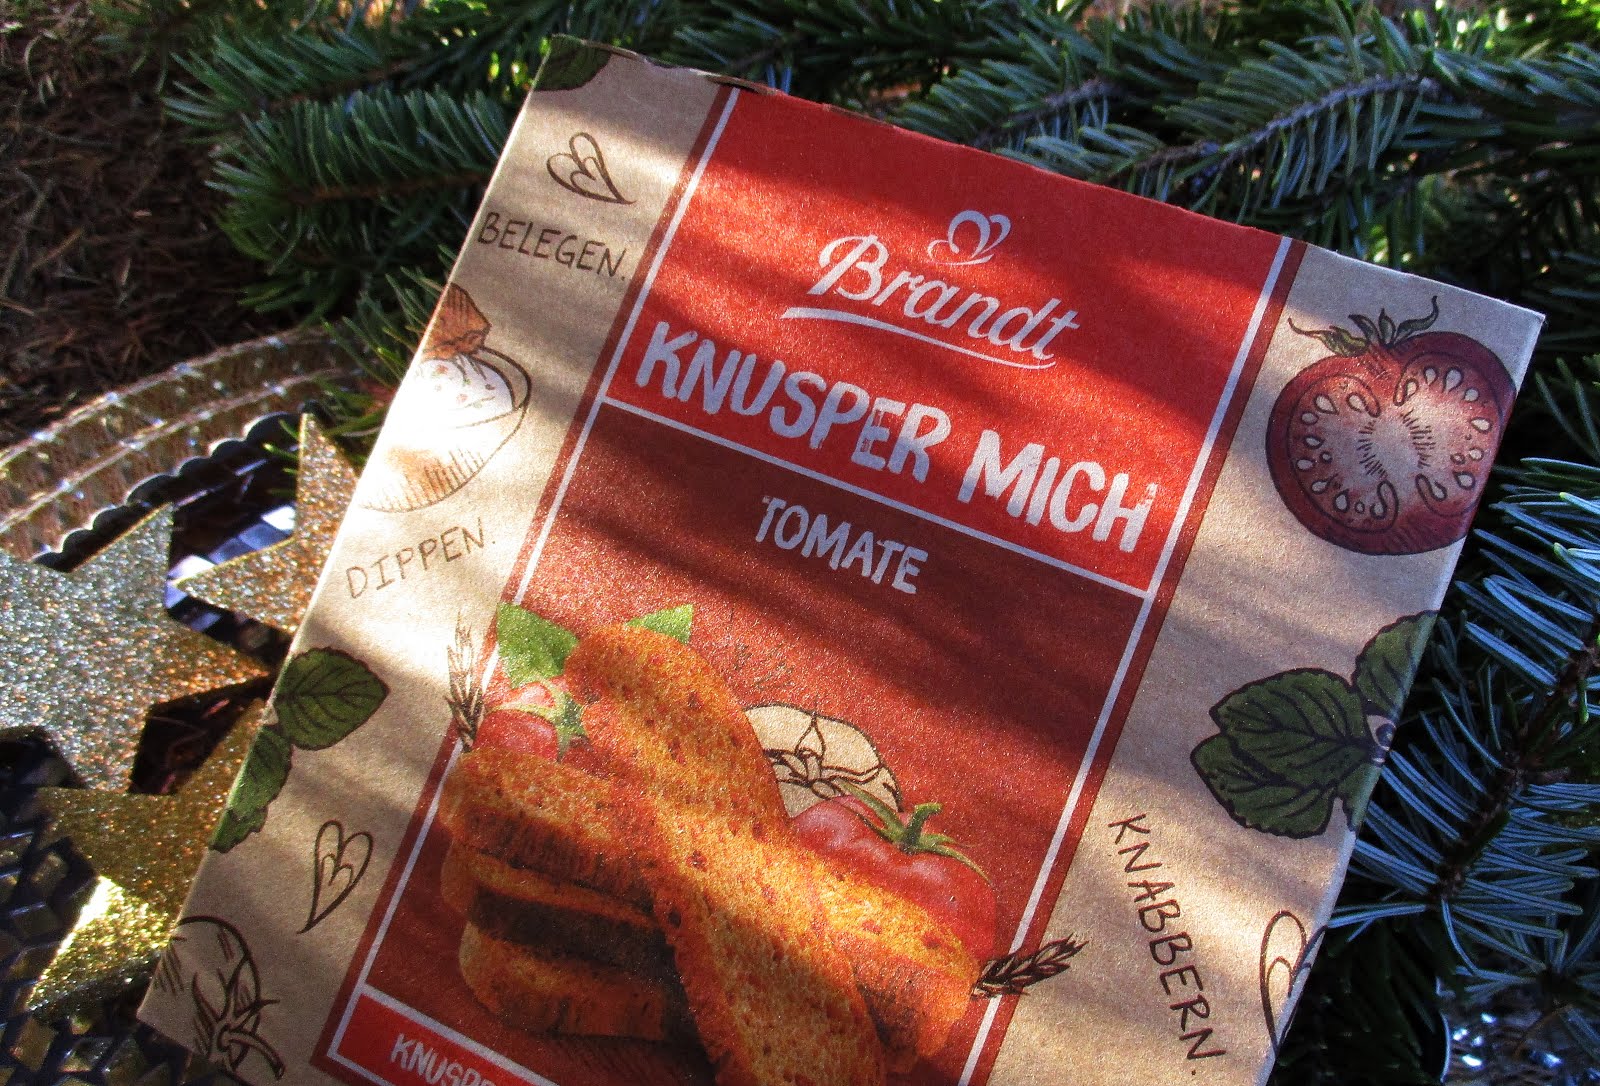 BELEGEN.
DIPPEN.
Brandt
KNUSPER MICH
TOMATE
KNABBERN.